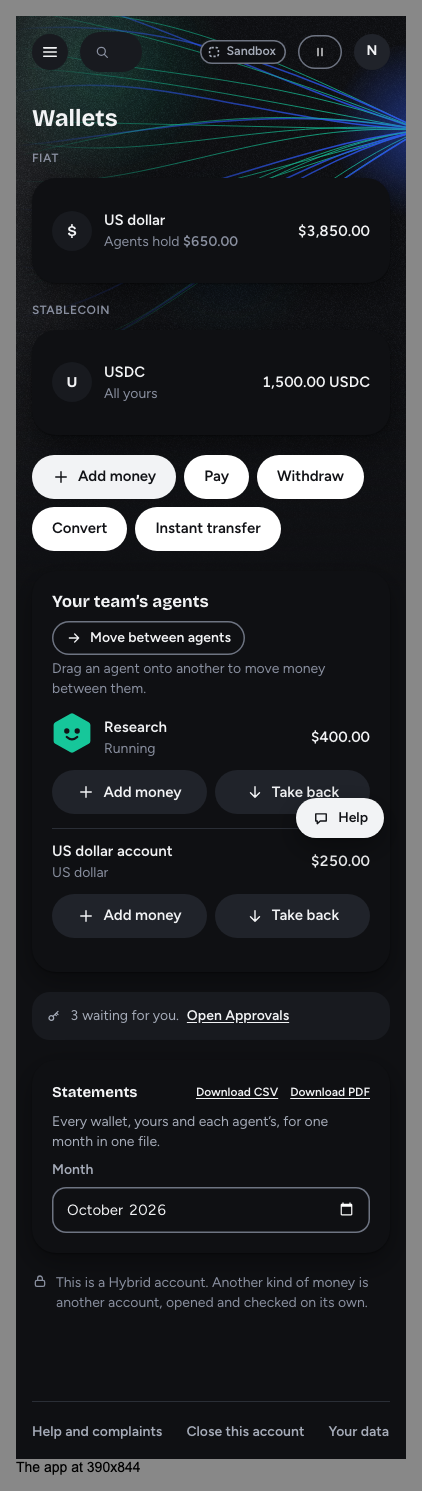 Sandbox
N
Wallets
FIAT
$
US dollar
Agents hold $650.00
$3,850.00
STABLECOIN
U
USDC
All yours
1,500.00 USDC
Add money
Pay
Withdraw
Convert
Instant transfer
Your team’s agents
Move between agents
Drag an agent onto another to move money
between them.
Research
Running
$400.00
Add money
Take back
Help
US dollar account
US dollar
$250.00
Add money
Take back
3 waiting for you. Open Approvals
Statements
Download CSV
Download PDF
Every wallet, yours and each agent’s, for one
month in one file.
Month
October 2026
This is a Hybrid account. Another kind of money is
another account, opened and checked on its own.
Help and complaints
Close this account
Your data
The app at 390x844